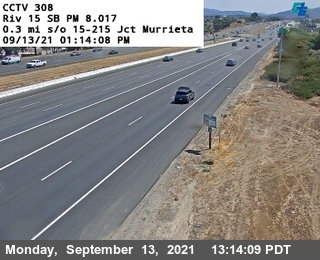 CCTV 308
Riv 15 SB PM 8.017
0.3 mi s/o 15-215 Jct Murrieta
09/13/21 01:14:08 PM
Monday, September 13, 2021 13:14:09 PDT